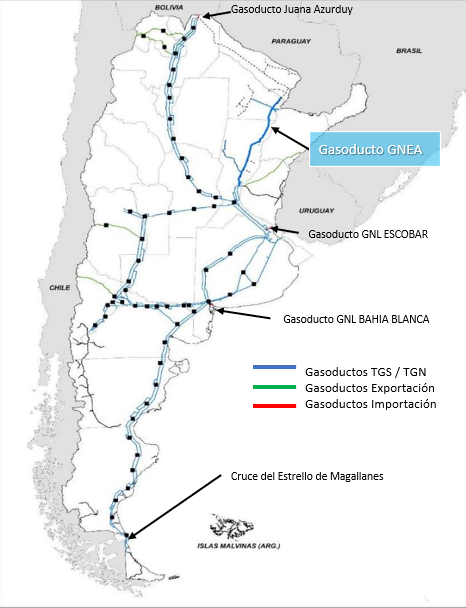 BOLIVIA
Gasoducto Juana Azurduy
PARAGUAY
BRASIL
Gasoducto GNEA
URUGUAY
Gasoducto GNL ESCOBAR
CHILE
Gasoducto GNL BAHIA BLANCA
Gasoductos TGS / TGN
Gasoductos Exportación
Gasoductos Importación
Cruce del Estrello de Magallanes
ISLAS MALVINAS (ARG.)